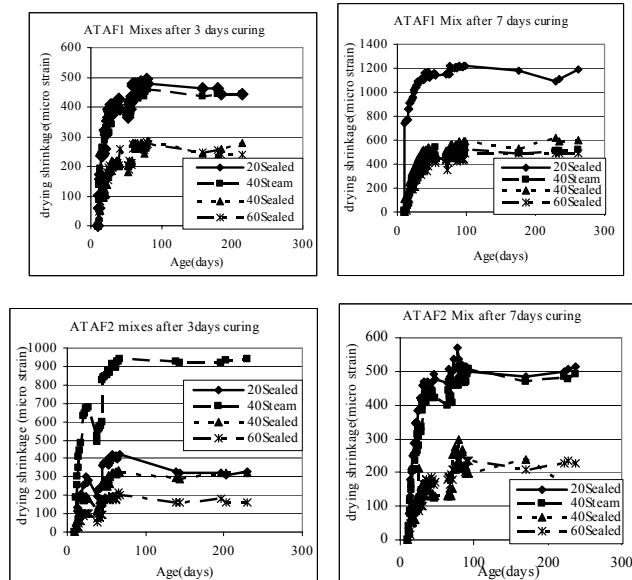 ATAF1 Mixes after 3 days curing
drying shrinkage(micro strain)
600
500
400
300
200
100
0
20Sealed
40Steam
40Sealed
60Sealed
0 100 200 300
Age(days)
ATAF1 Mix after 7 days curing
drying shrinkage(micro strain)
1400
1200
1000
800
600
400
200
0
20Sealed
40Steam
40Sealed
60Sealed
0 100 200 300
Age(days)
ATAF2 mixes after 3days curing
drying shrinkage (micro strain)
1000
900
800
700
600
500
400
300
200
100
0
20Sealed
40Steam
40Sealed
60Sealed
0 100 200 300
Age(days)
ATAF2 Mix after 7days curing
drying shrinkage(micro strain)
600
500
400
300
200
100
0
20Sealed
40Steam
40Sealed
60Sealed
0 100 200 300
Age(days)